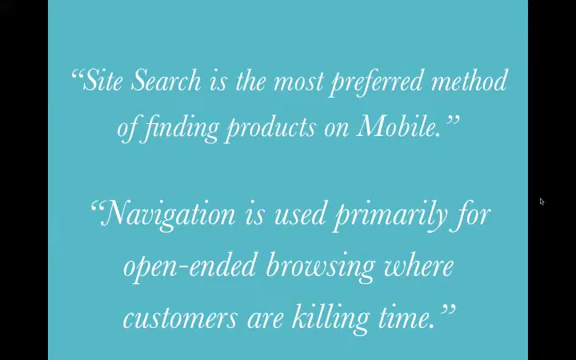 “Site Search is the most preferred method
of finding products on Mobile.”
“Navigation is used primarily for
open-ended browsing where
customers are killing time.”